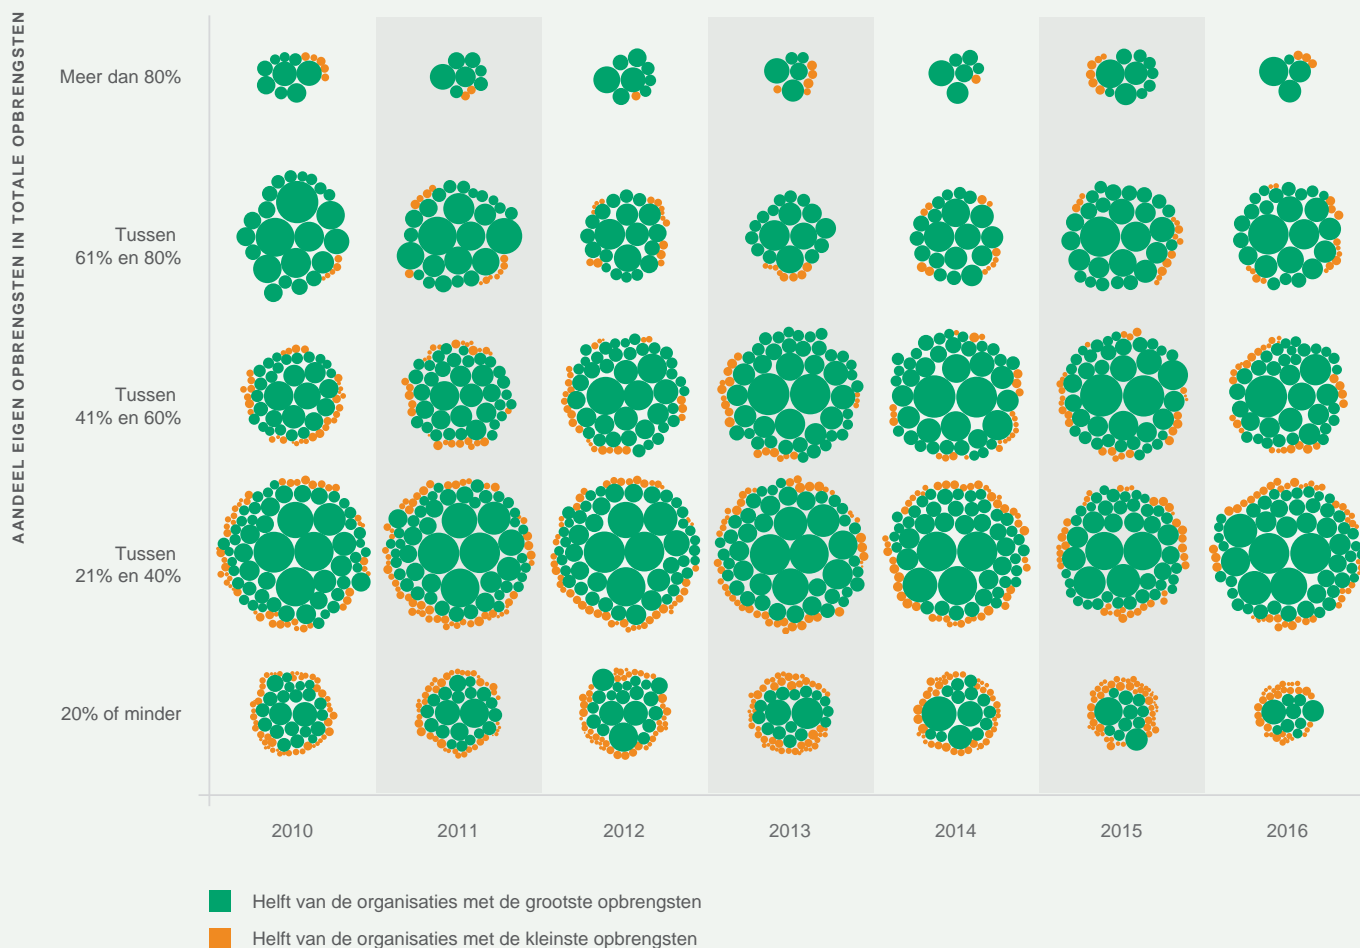 AANDEEL EIGEN OPBRENGSTEN IN TOTALE OPBRENGSTEN
Meer dan 80%
Tussen
61% en 80%
Tussen
41% en 60%
Tussen
21% en 40%
20% of minder
2010 2011 2012 2013 2014 2015 2016
Helft van de organisaties met de grootste opbrengsten
Helft van de organisaties met de kleinste opbrengsten